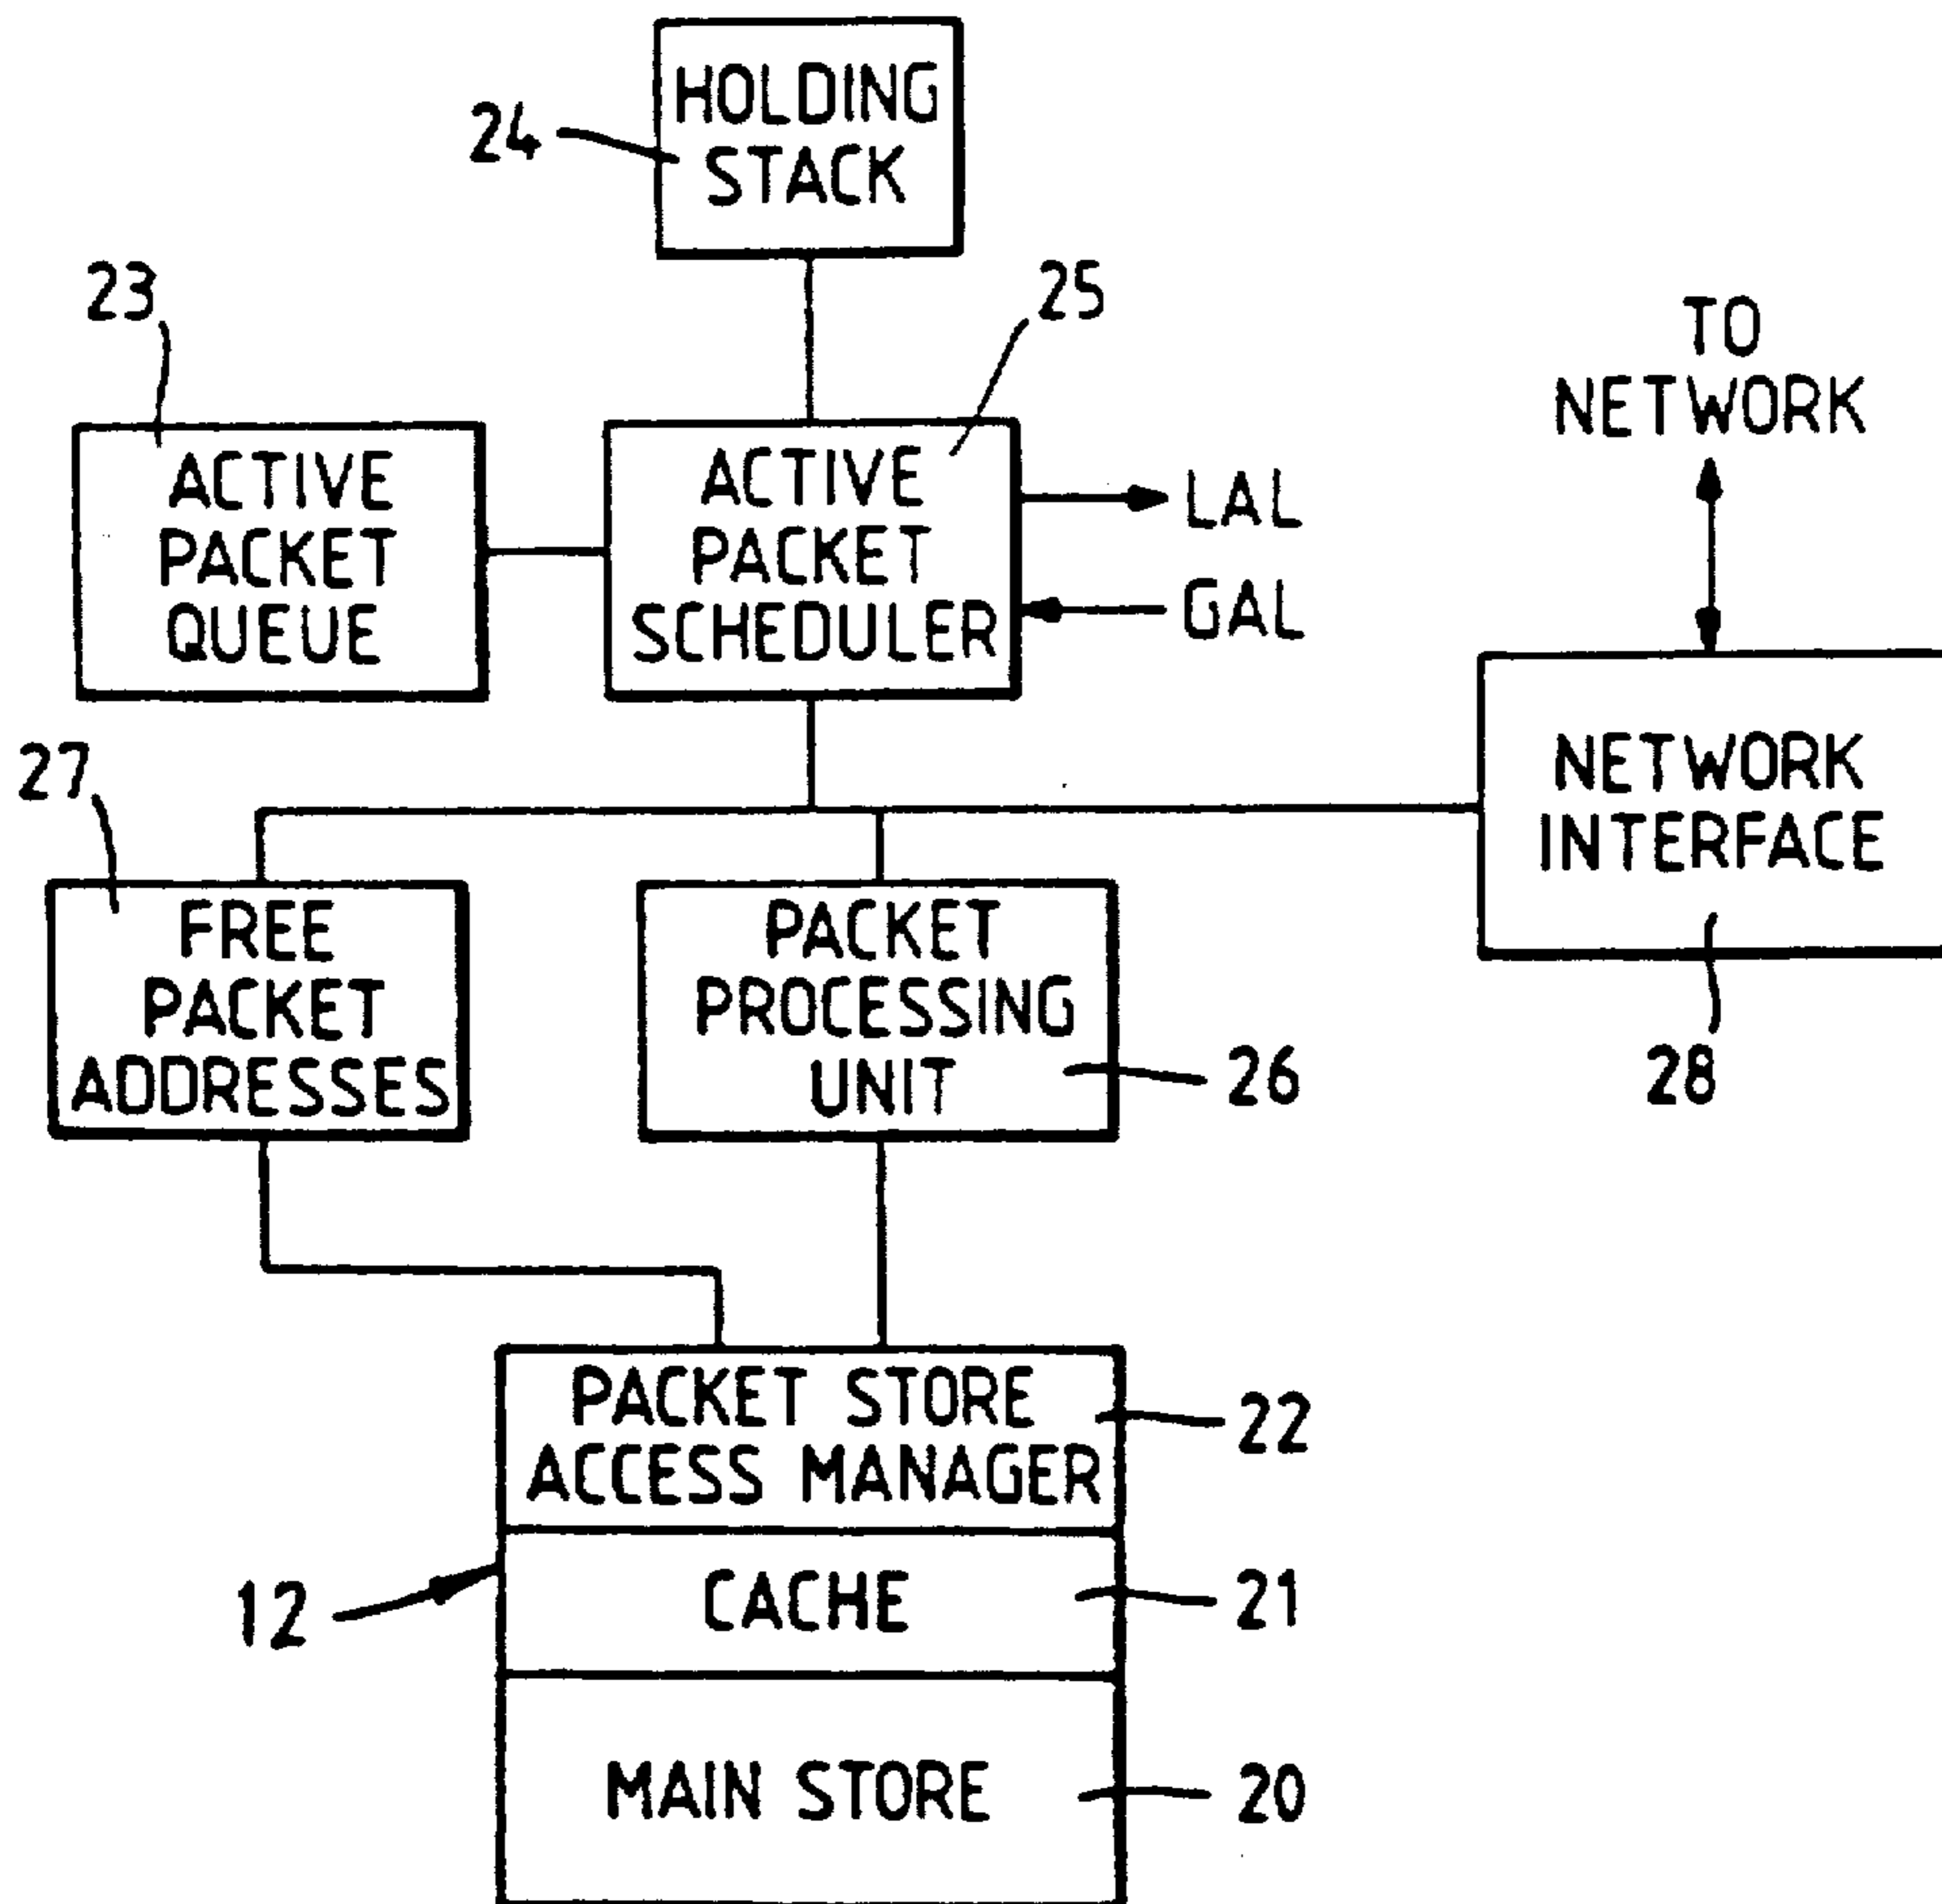 HOLDING
STACK
24
23
25
TO
NETWORK
ACTIVE
PACKET
QUEUE
ACTIVE
PACKET
SCHEDULER
LAL
GAL
27
NETWORK
INTERFACE
FREE
PACKET
ADDRESSES
PACKET
PROCESSING
UNIT
26
28
PACKET STORE
ACCESS MANAGER
22
CACHE
21
12
MAIN STORE
20